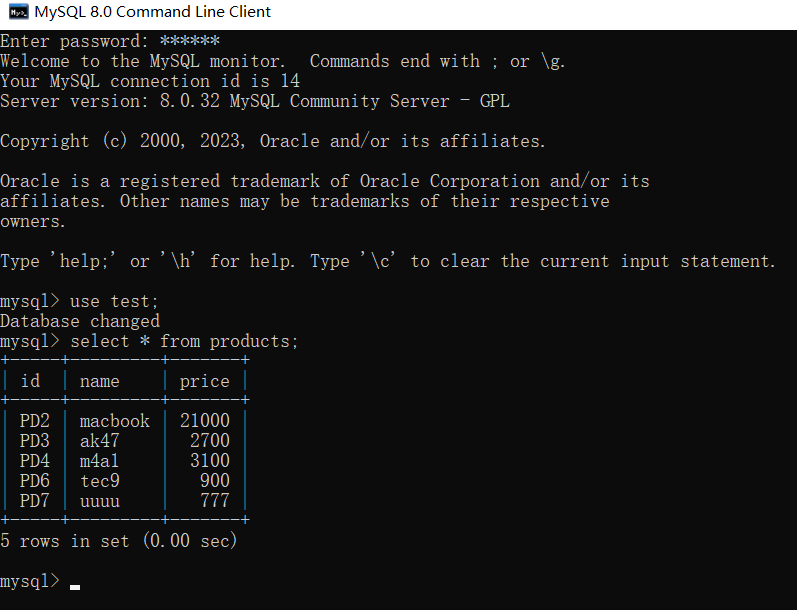 MySQL 8.0 Command Line Client
Enter password: ******
Welcome to the MySQL monitor.  Commands end with ; or \g.
Your MySQL connection id is 14
Server version: 8.0.32 MySQL Community Server - GPL
Copyright (c) 2000, 2023, Oracle and/or its affiliates.
Oracle is a registered trademark of Oracle Corporation and/or its
affiliates. Other names may be trademarks of their respective
owners.
Type 'help;' or '\h' for help. Type '\c' to clear the current input statement.
mysql> use test;
Database changed
mysql> select * from products;
+-----+---------+-------+
| id  | name    | price |
+-----+---------+-------+
| PD2 | macbook | 21000 |
| PD3 | ak47    |  2700 |
| PD4 | m4a1    |  3100 |
| PD6 | tec9    |   900 |
| PD7 | uuuu    |   777 |
+-----+---------+-------+
5 rows in set (0.00 sec)
mysql>